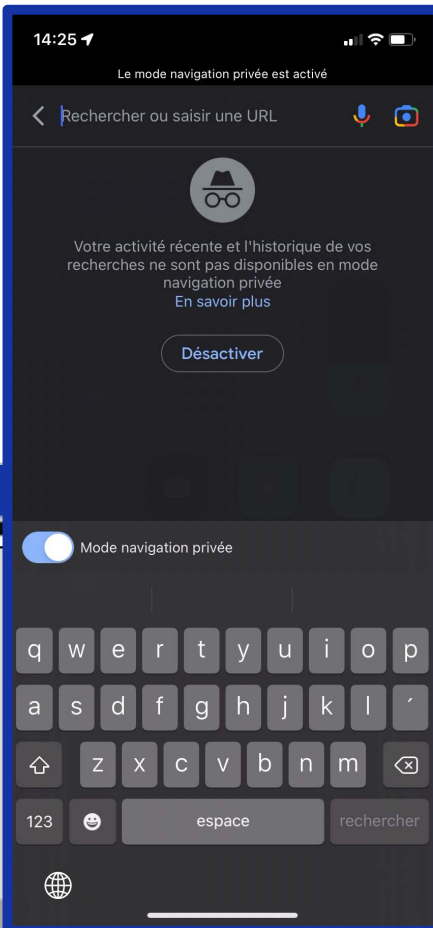 14:25
Le mode navigation privée est activé
Rechercher ou saisir une URL
Votre activité récente et l'historique de vos
recherches ne sont pas disponibles en mode
navigation privée
En savoir plus
Désactiver
Mode navigation privée
q w e r t y u i o p
a s d f g h j k l ´
z x c v b n m
123 espace rechercher